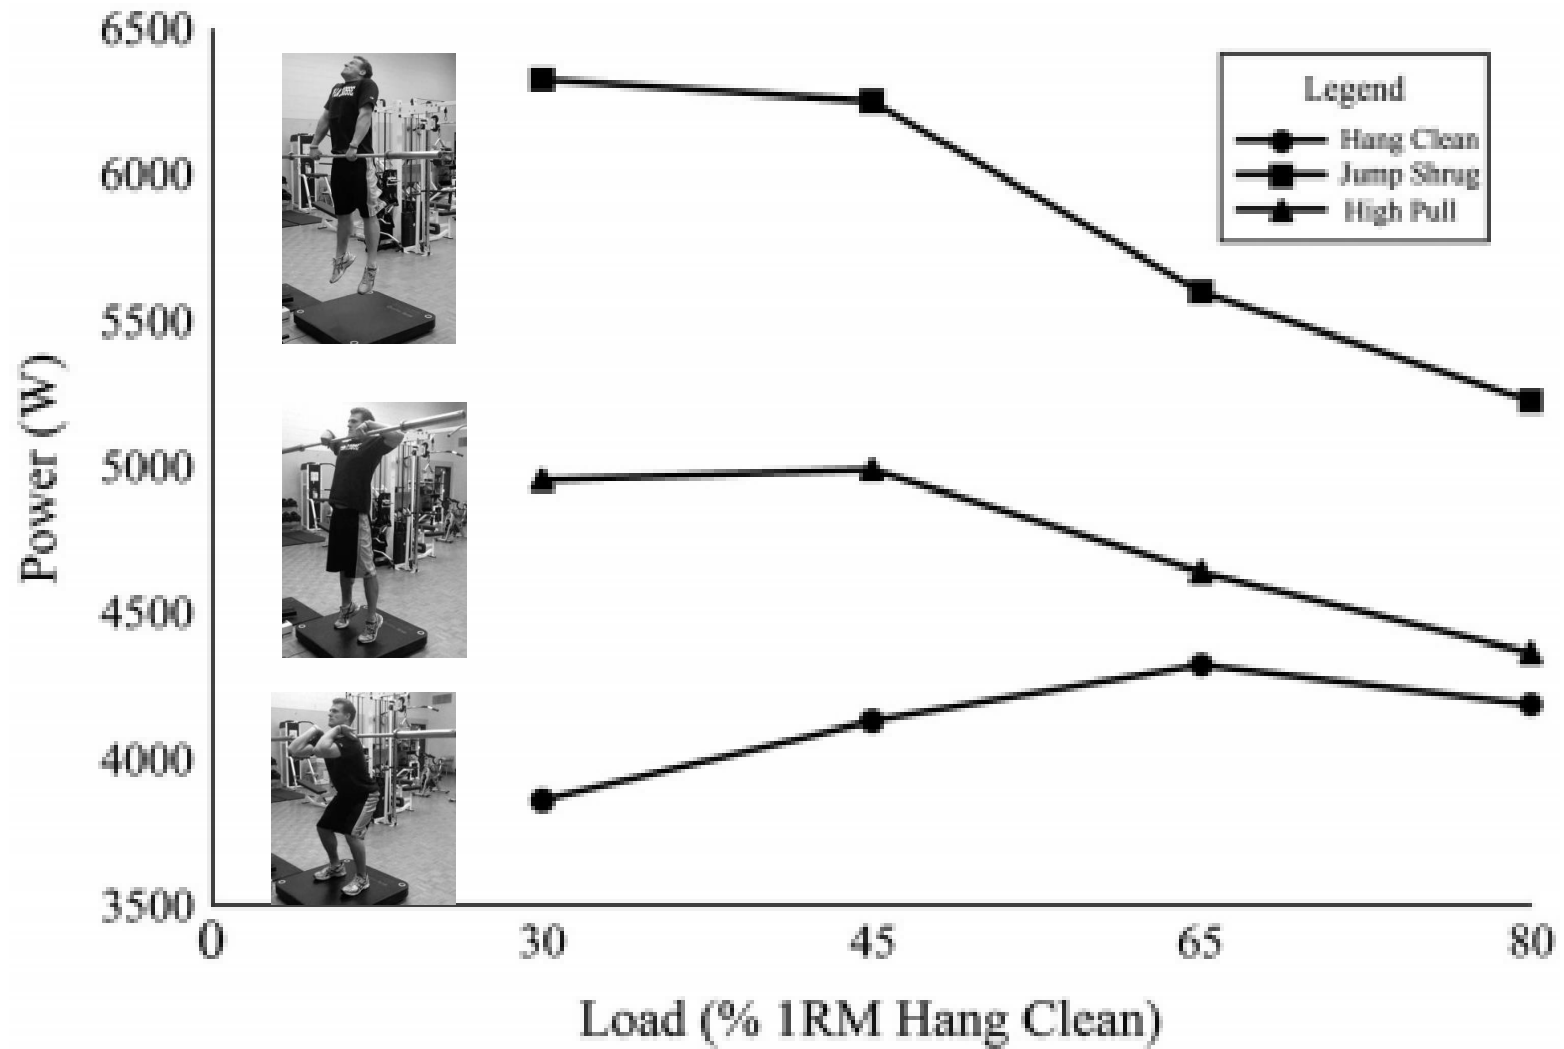 6500
6000
5500
5000
4500
4000
3500
Power (W)
0 30 45 65 80
Load (% 1RM Hang Clean)
Legend
Hang Clean
Jump Shrug
High Pull